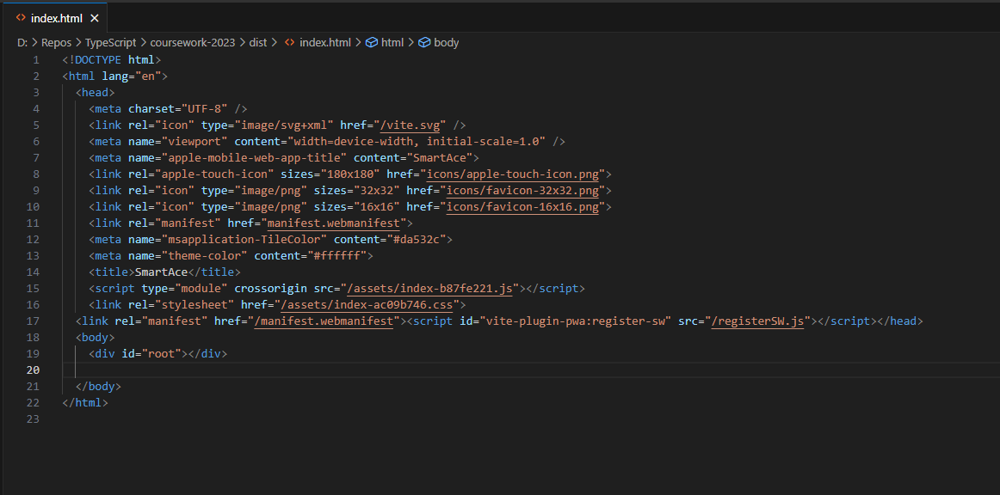 index.html
D: > Repos > TypeScript > coursework-2023 > dist > index.html > html > body
1 <!DOCTYPE html>
2 <html lang="en">
3 <head>
4 <meta charset="UTF-8" />
5 <link rel="icon" type="image/svg+xml" href="/vite.svg" />
6 <meta name="viewport" content="width=device-width, initial-scale=1.0" />
7 <meta name="apple-mobile-web-app-title" content="SmartAce">
8 <link rel="apple-touch-icon" sizes="180x180" href="icons/apple-touch-icon.png">
9 <link rel="icon" type="image/png" sizes="32x32" href="icons/favicon-32x32.png">
10 <link rel="icon" type="image/png" sizes="16x16" href="icons/favicon-16x16.png">
11 <link rel="manifest" href="manifest.webmanifest">
12 <meta name="msapplication-TileColor" content="#da532c">
13 <meta name="theme-color" content="#ffffff">
14 <title>SmartAce</title>
15 <script type="module" crossorigin src="/assets/index-b87fe221.js"></script>
16 <link rel="stylesheet" href="/assets/index-ac09b746.css">
17 <link rel="manifest" href="/manifest.webmanifest"><script id="vite-plugin-pwa:register-sw" src="/registerSW.js"></script></head>
18 <body>
19 <div id="root"></div>
20
21 </body>
22 </html>
23